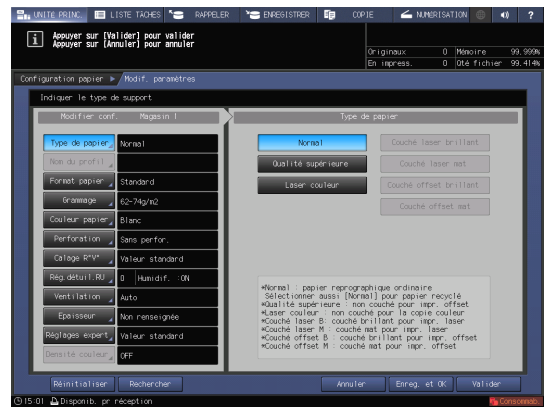 UNITE PRINC. LISTE TACHES RAPPELER ENREGISTRER COPIE NUMERISATION ?
Appuyer sur [Valider] pour valider
Appuyer sur [Annuler] pour annuler
Originaux 0 Mémoire 99.999%
En impress. 0 Qté fichier 99.414%
Configuration papier Modif. paramètres
Indiquer le type de support
Modifier conf. Magasin 1
Type de papier
Type de papier Normal
Nom du profil
Format papier Standard
Grammage 62-74g/m2
Couleur papier Blanc
Perforation Sans perfor.
Calage R°V° Valeur standard
Rég.détuil.RU 0 Humidif. :ON
Ventilation Auto
Epaisseur Non renseignée
Réglages expert Valeur standard
Densité couleur OFF
Normal Couché laser brillant
Qualité supérieure Couché laser mat
Laser couleur Couché offset brillant
Couché offset mat
*Normal : papier reprographique ordinaire
Sélectionner aussi [Normal] pour papier recyclé
*Qualité supérieure : non couché pour impr. offset
*Laser couleur : non couché pour la copie couleur
*Couché laser B: couché brillant pour impr. laser
*Couché laser M : couché mat pour impr. laser
*Couché offset B : couché brillant pour impr. offset
*Couché offset M : couché mat pour impr. offset
Réinitialiser Rechercher Annuler Enreg. et OK Valider
15:01 Disponib. pr réception Consommab.